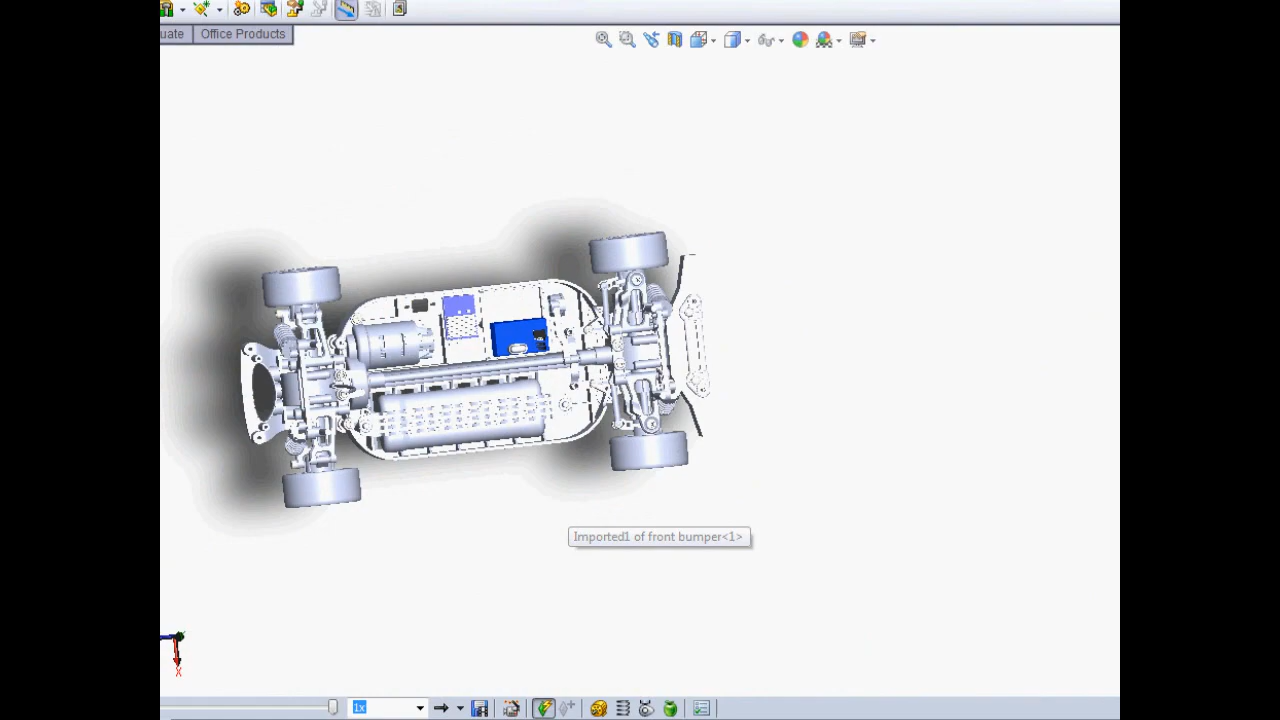 uate
Office Products
Imported1 of front bumper<1>
X
1x